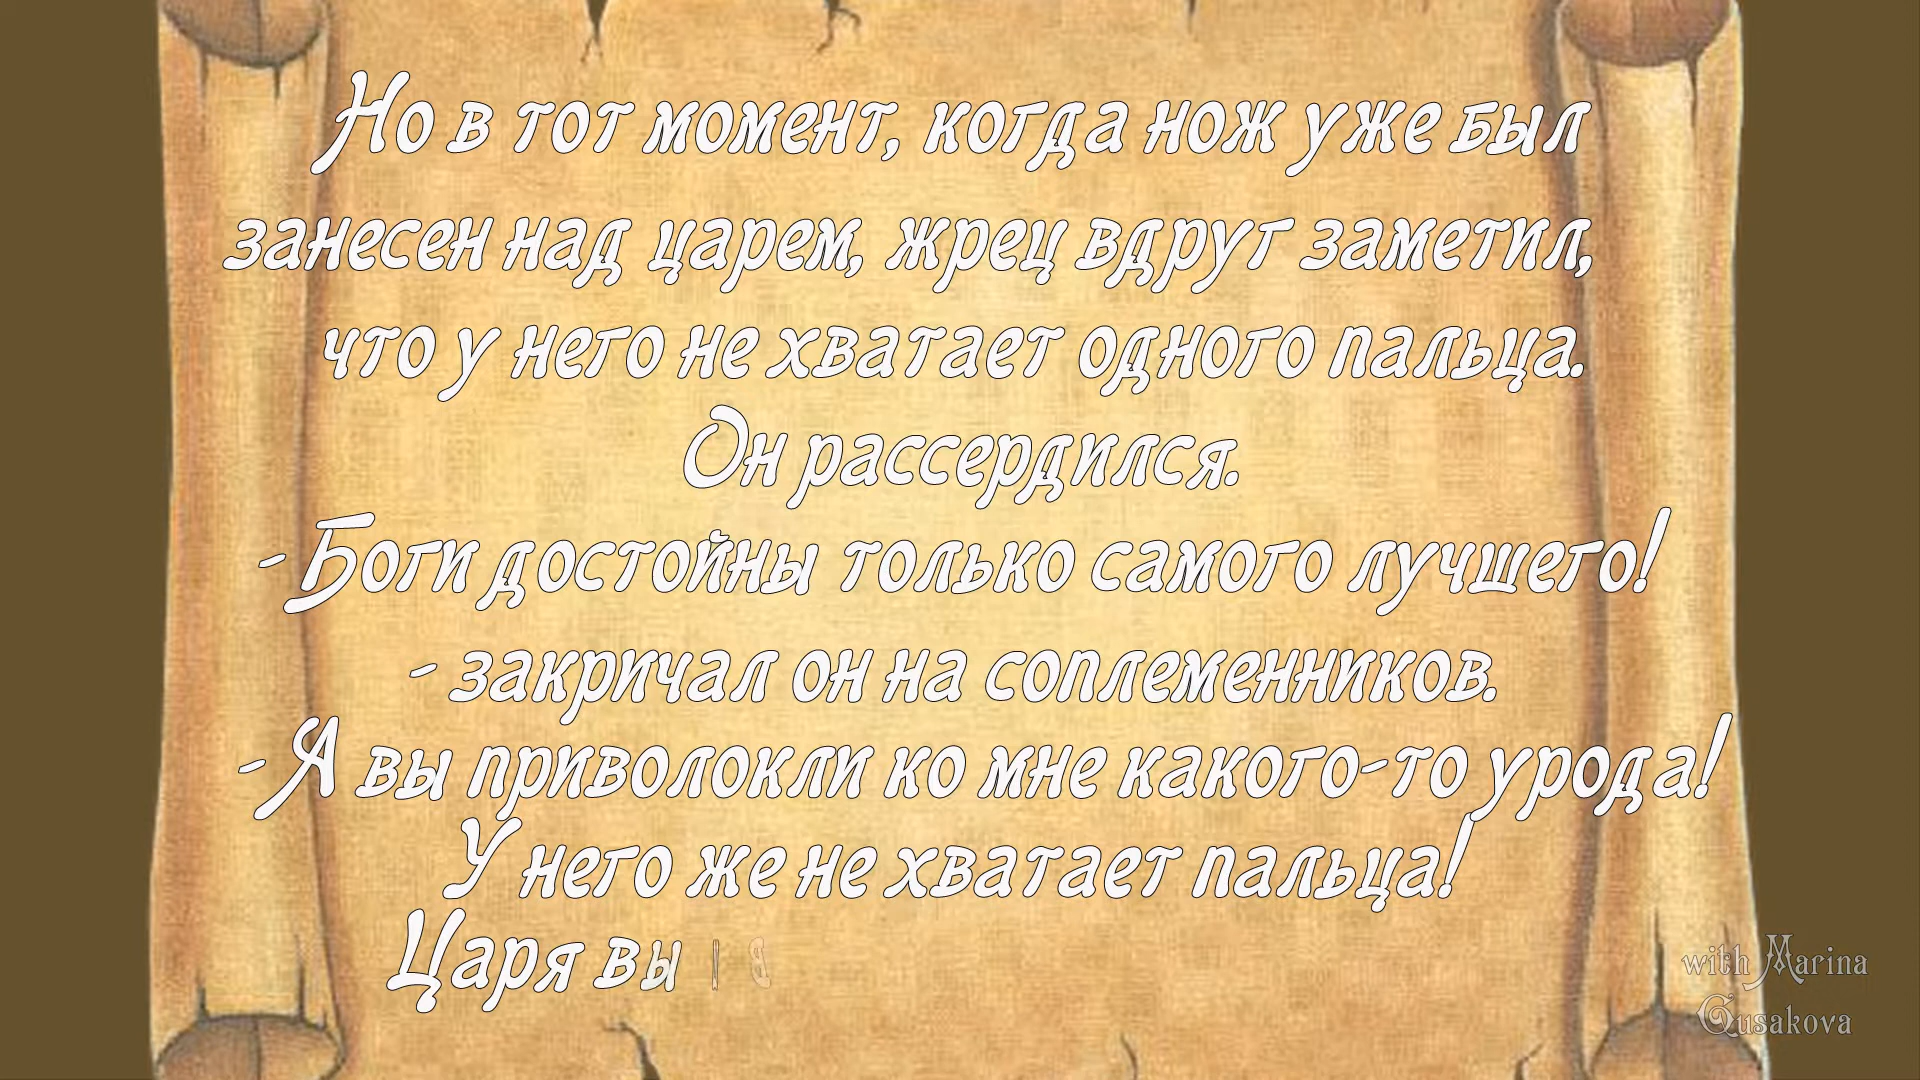 Но в тот момент, когда нож уже был
занесен над царем, жрец вдруг заметил,
что у него не хватает одного пальца.
Он рассердился.
- Боги достойны только самого лучшего!
- закричал он на соплеменников.
- А вы приволокли ко мне какого-то урода!
У него же не хватает пальца!
Царя вы
with Marina
Gusakova